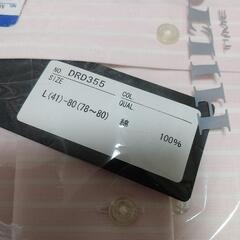 NO DRD355
SIZE
COL
QUAL
L(41)-80(78〜80)
綿 100%